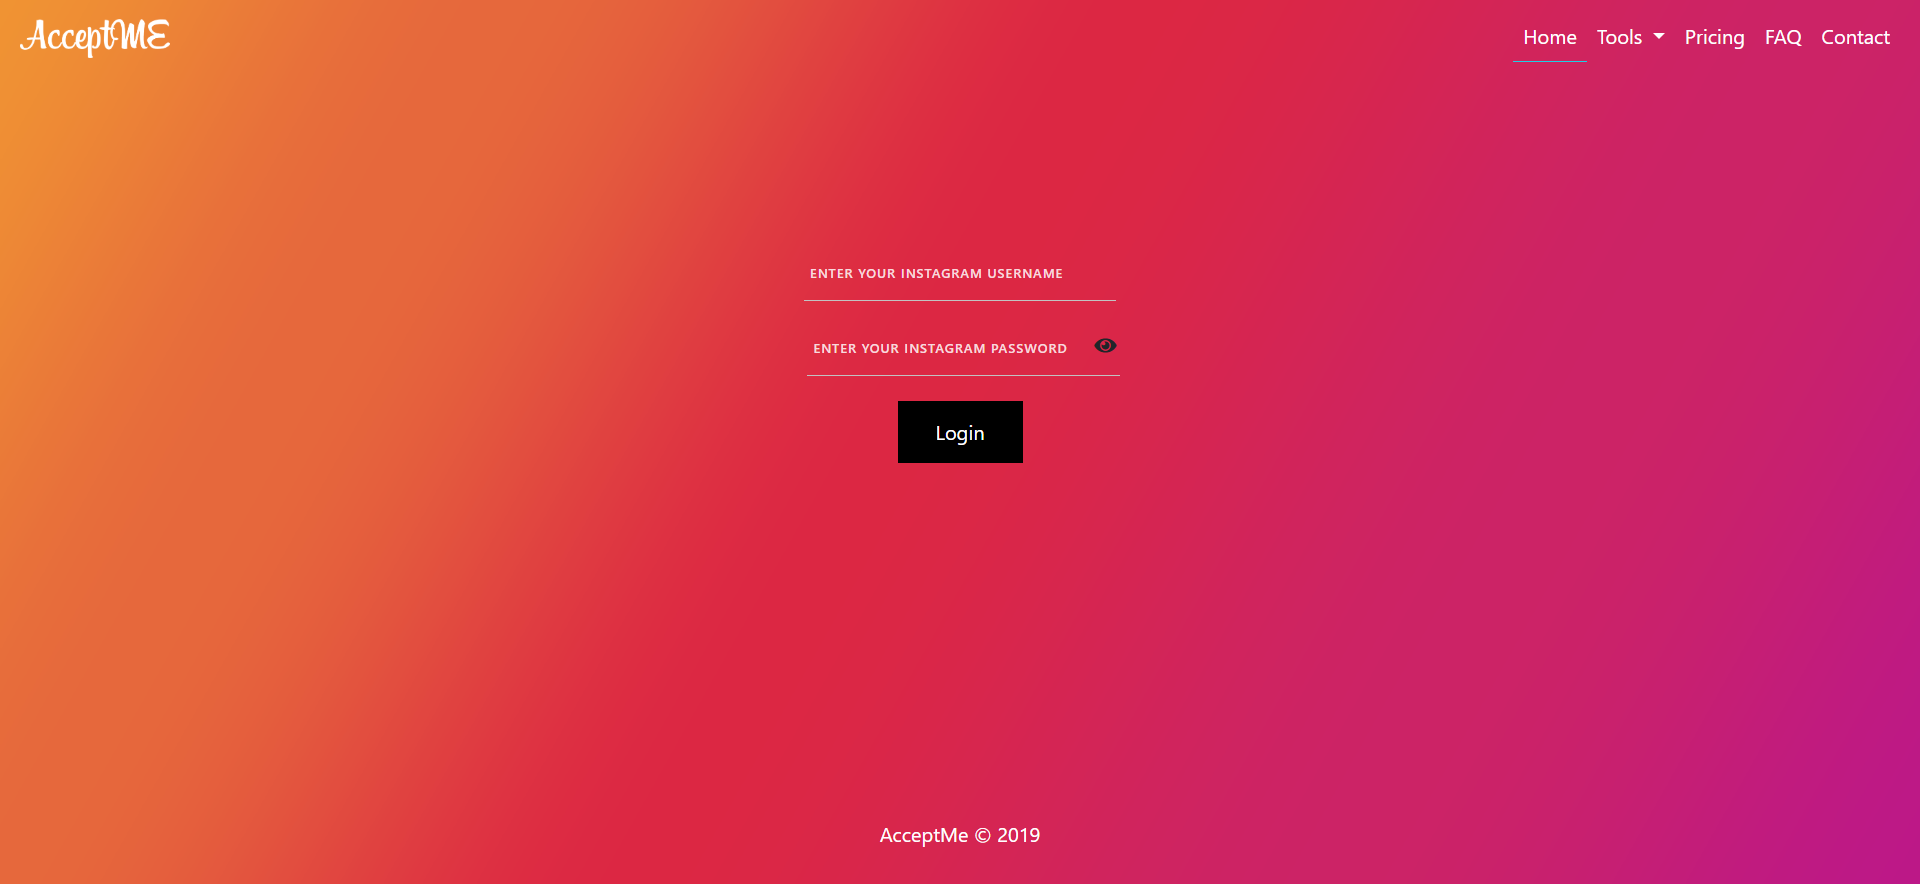 AcceptME
Home Tools Pricing FAQ Contact
ENTER YOUR INSTAGRAM USERNAME
ENTER YOUR INSTAGRAM PASSWORD
Login
AcceptMe © 2019